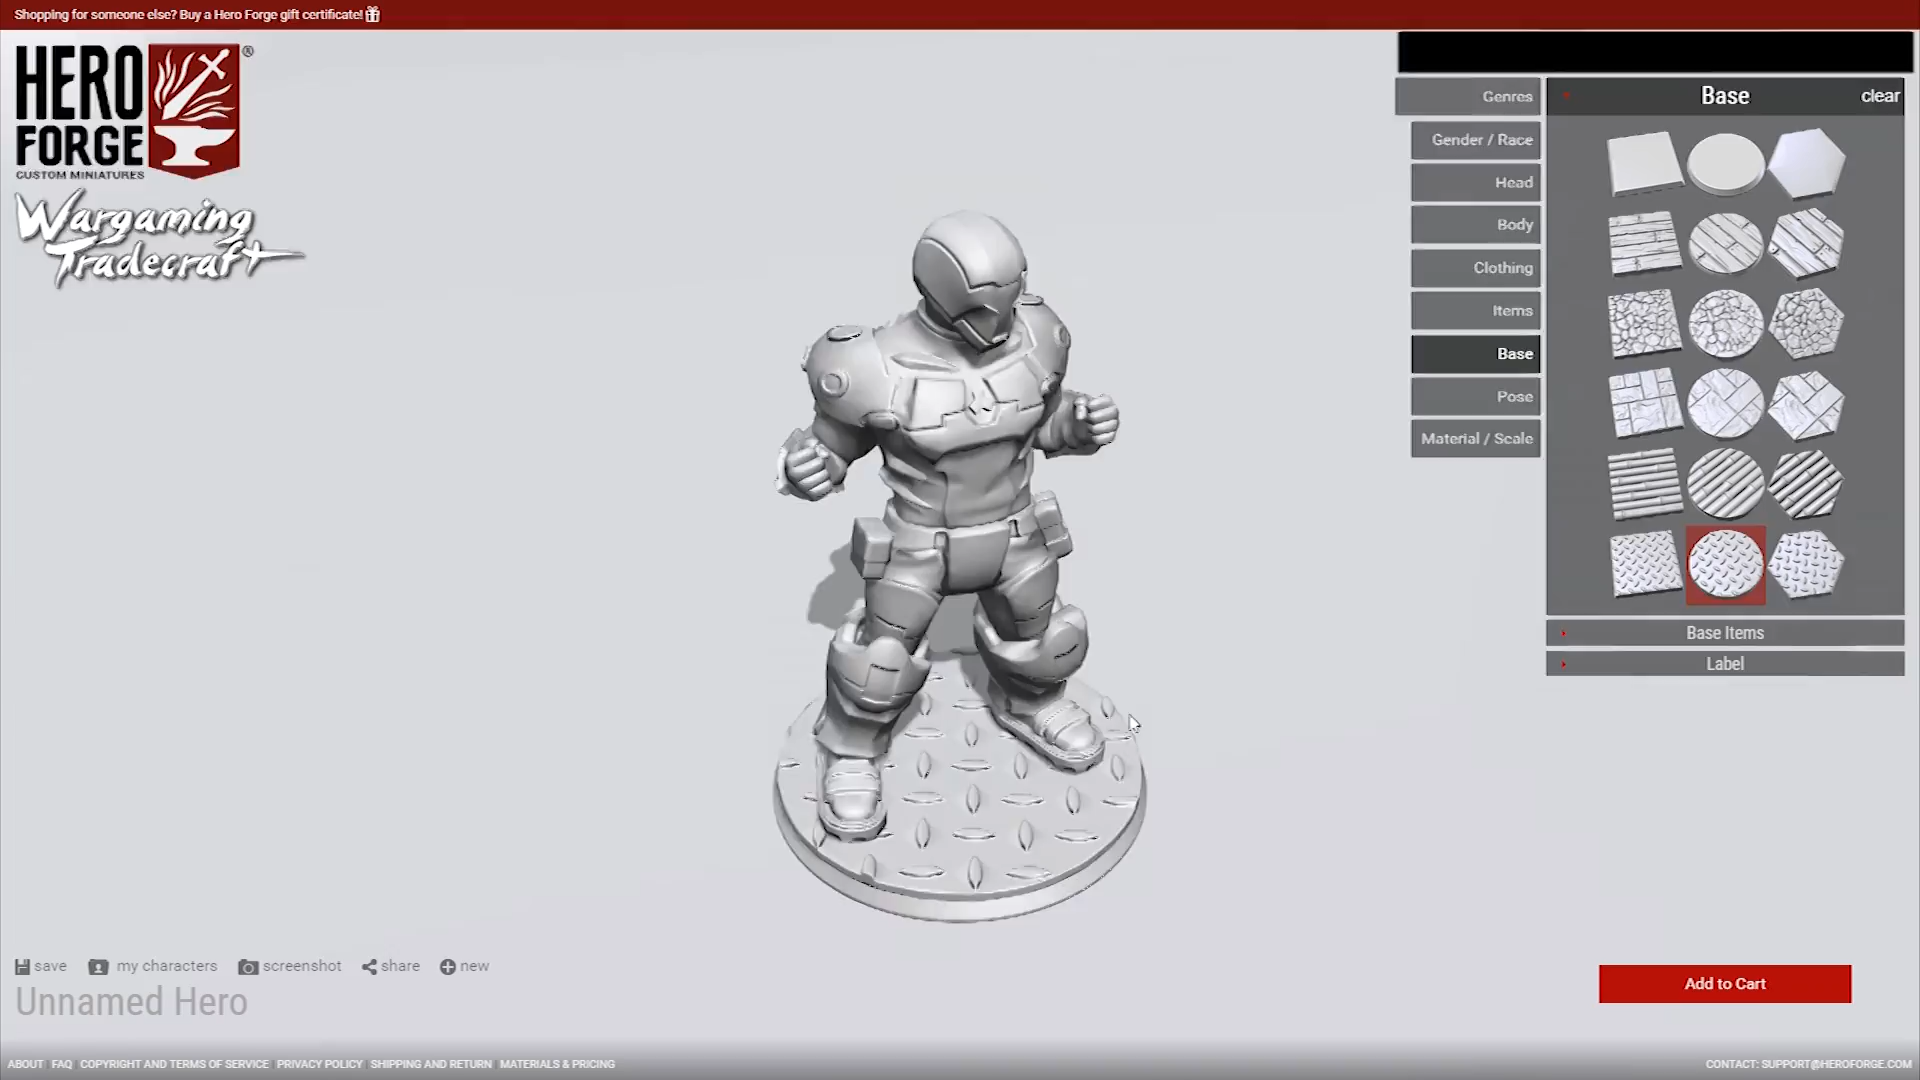 Shopping for someone else? Buy a Hero Forge gift certificate!
HERO
FORGE
®
CUSTOM MINIATURES
Wargaming
Tradecraft
Genres
Gender / Race
Head
Body
Clothing
Items
Base
Pose
Material / Scale
Base
clear
Base Items
Label
save
my characters
screenshot
share
new
Unnamed Hero
Add to Cart
ABOUT FAQ COPYRIGHT AND TERMS OF SERVICE PRIVACY POLICY SHIPPING AND RETURN MATERIALS & PRICING
CONTACT: SUPPORT@HEROFORGE.COM